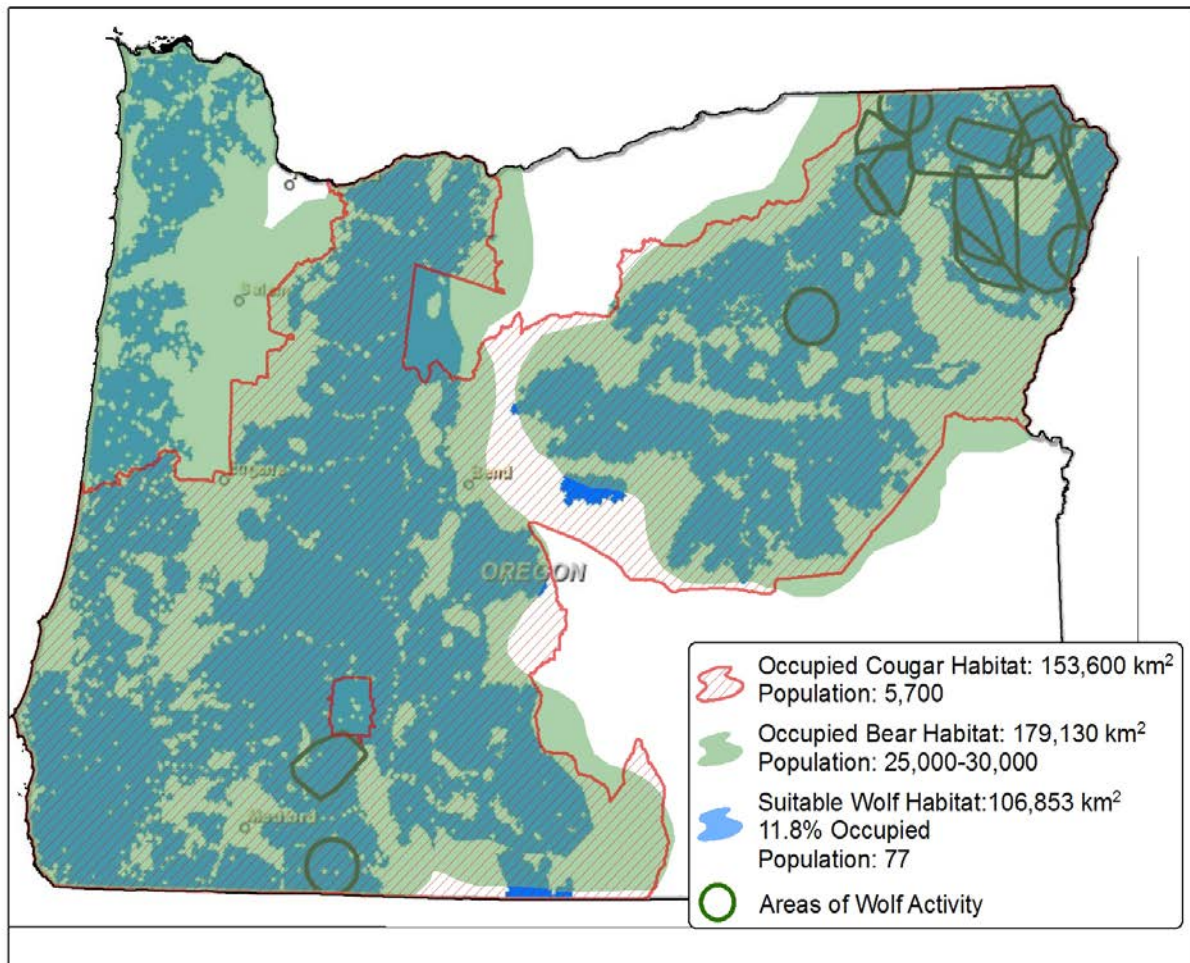 Salem
Eugene
Bend
OREGON
Medford
Occupied Cougar Habitat: 153,600 km²
Population: 5,700
Occupied Bear Habitat: 179,130 km²
Population: 25,000-30,000
Suitable Wolf Habitat:106,853 km²
11.8% Occupied
Population: 77
Areas of Wolf Activity